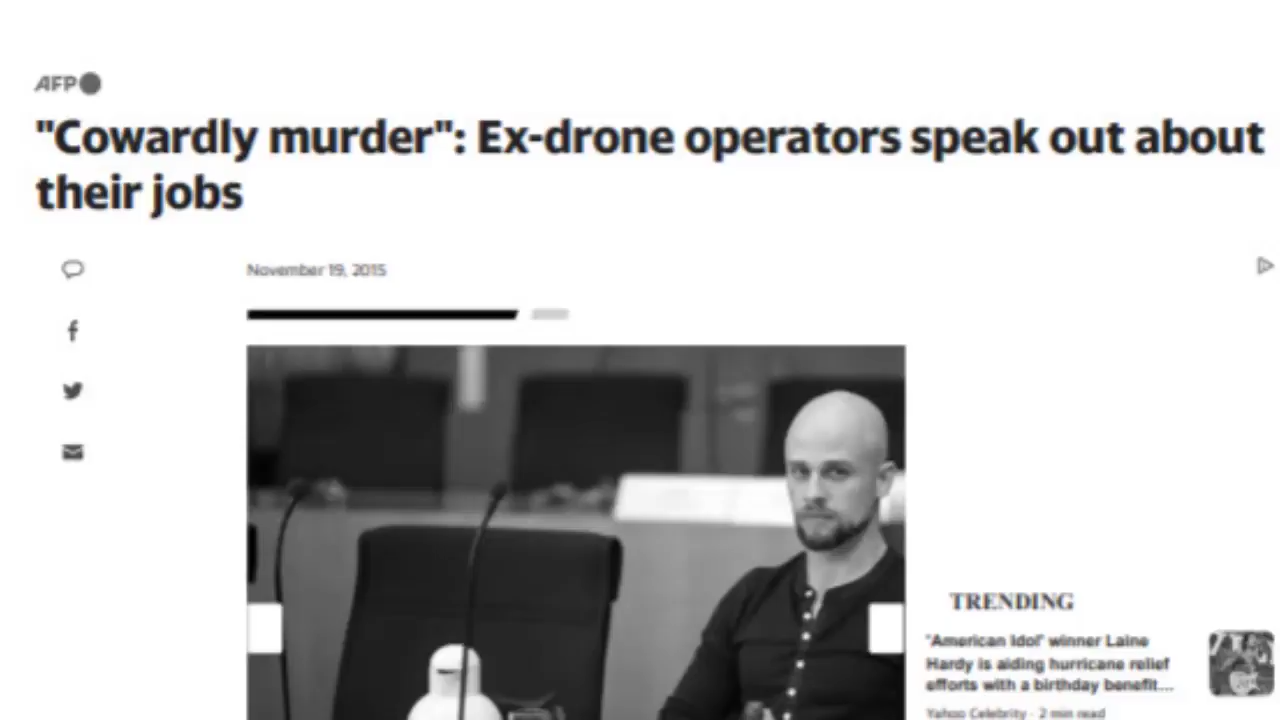 AFP
"Cowardly murder": Ex-drone operators speak out about
their jobs
November 19, 2015
TRENDING
"American Idol" winner Laine
Hardy is aiding hurricane relief
efforts with a birthday benefit...
Yahoo Celebrity · 2 min read